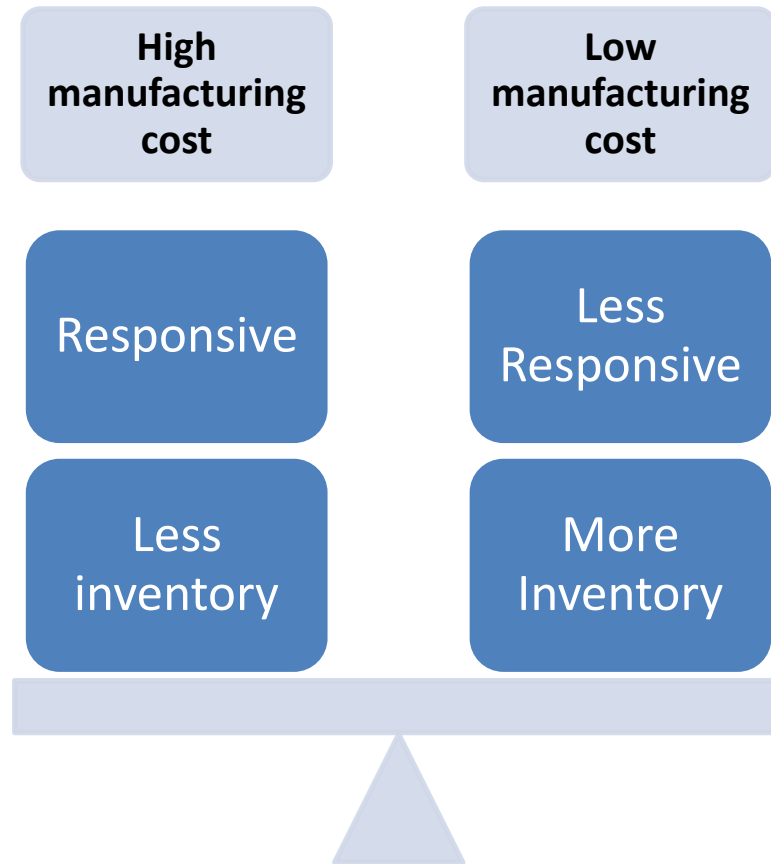 High
manufacturing
cost
Low
manufacturing
cost
Responsive
Less
Responsive
Less
inventory
More
Inventory